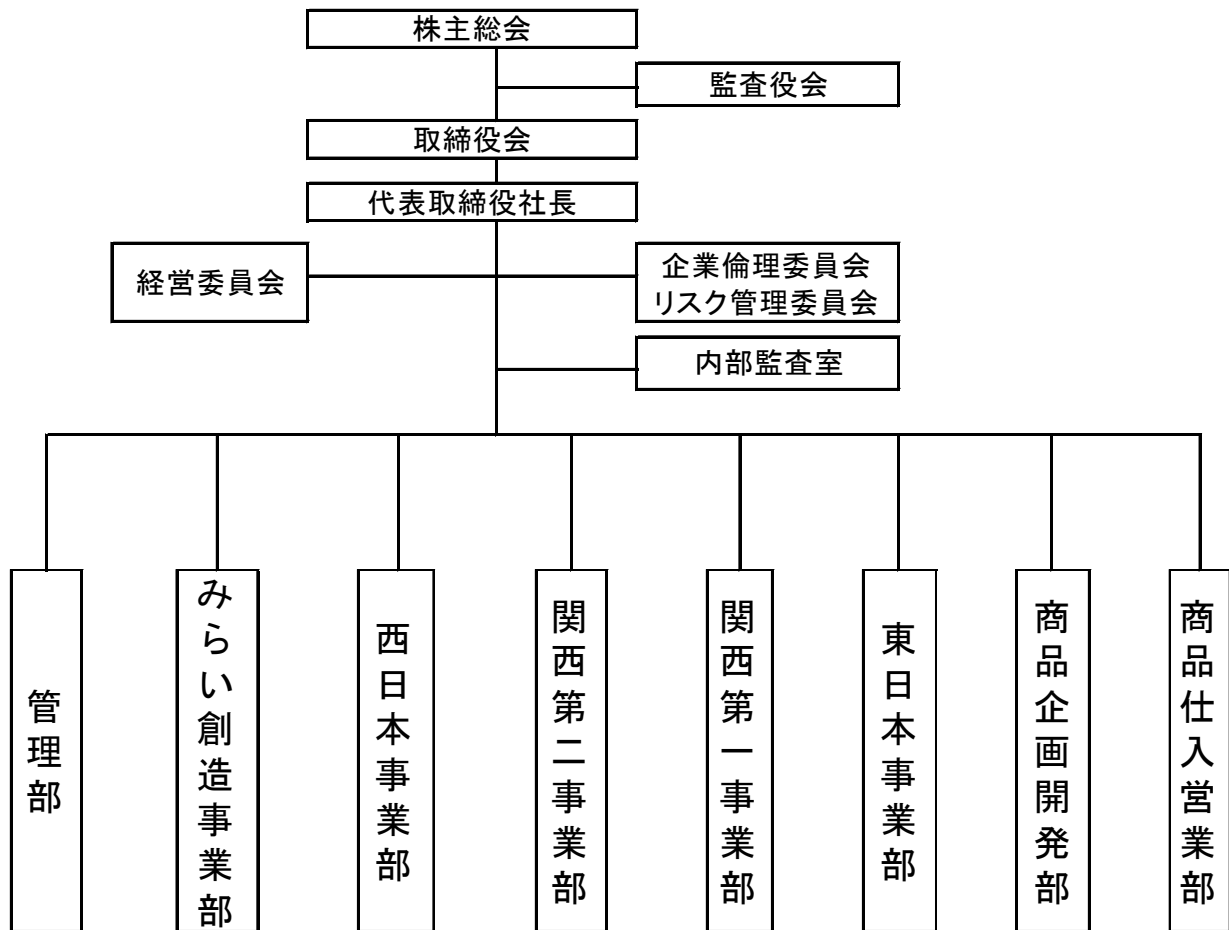 株主総会
監査役会
取締役会
代表取締役社長
経営委員会
企業倫理委員会
リスク管理委員会
内部監査室
管理部
みらい創造事業部
西日本事業部
関西第二事業部
関西第一事業部
東日本事業部
商品企画開発部
商品仕入営業部